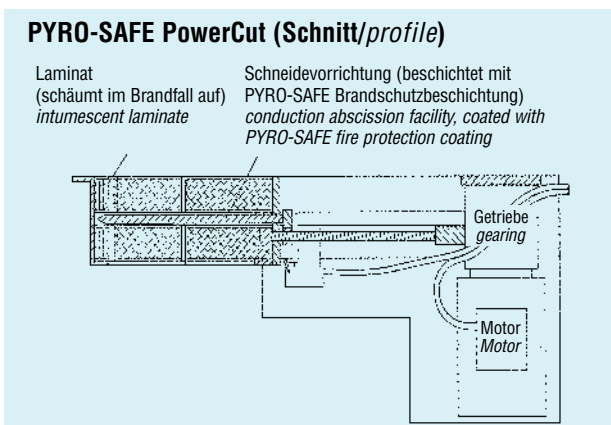 PYRO-SAFE PowerCut (Schnitt/profile)
Laminat
(schäumt im Brandfall auf)
intumescent laminate
Schneidevorrichtung (beschichtet mit
PYRO-SAFE Brandschutzbeschichtung)
conduction abscission facility, coated with
PYRO-SAFE fire protection coating
Getriebe
gearing
Motor
Motor